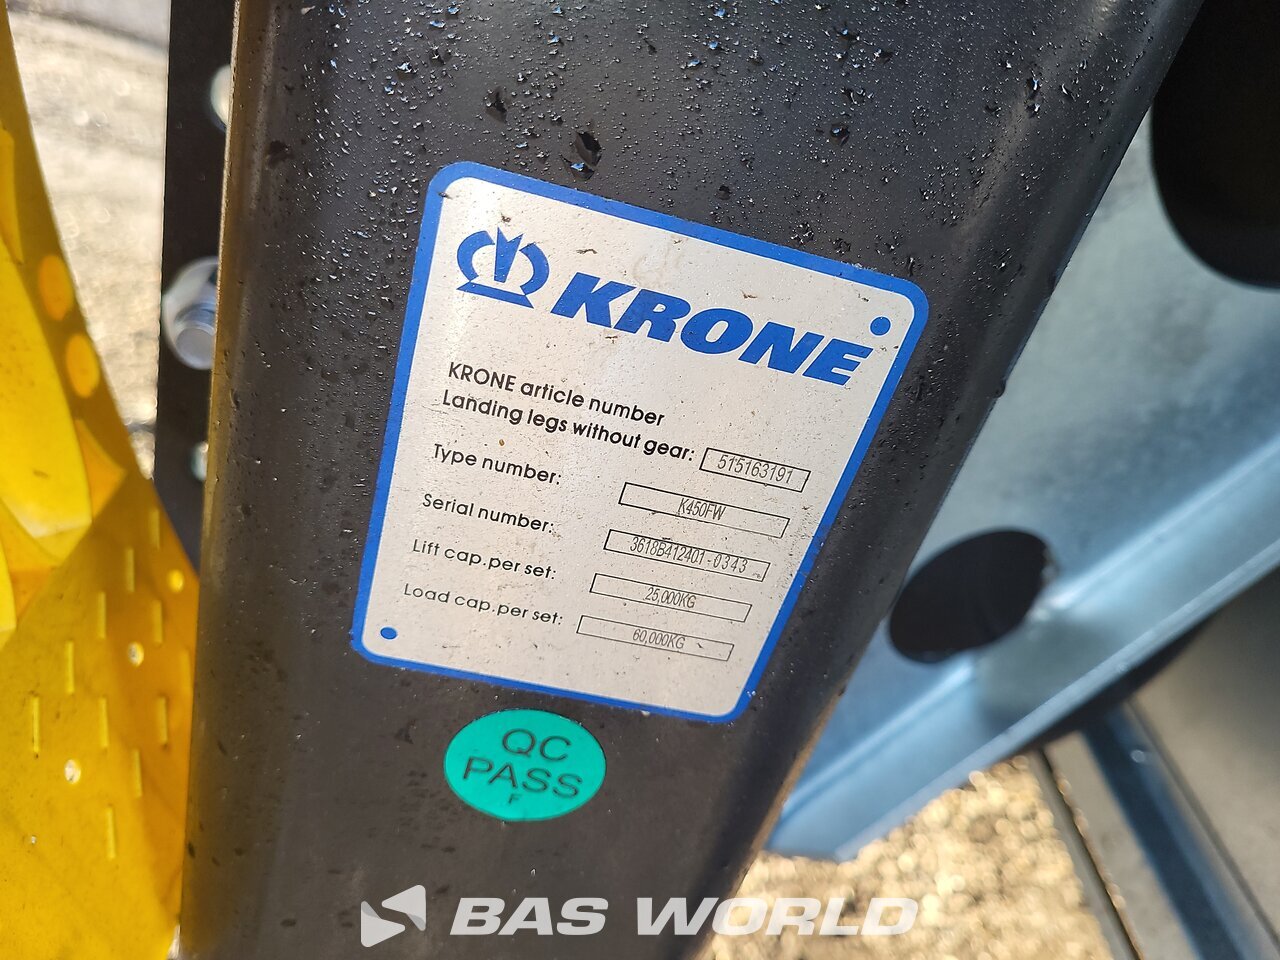 KRONE
KRONE article number
Landing legs without gear: 515163191
Type number: K450FW
Serial number: 3618B412401-0343
Lift cap.per set: 25,000KG
Load cap.per set: 60,000KG
QC
PASS
F
BAS WORLD